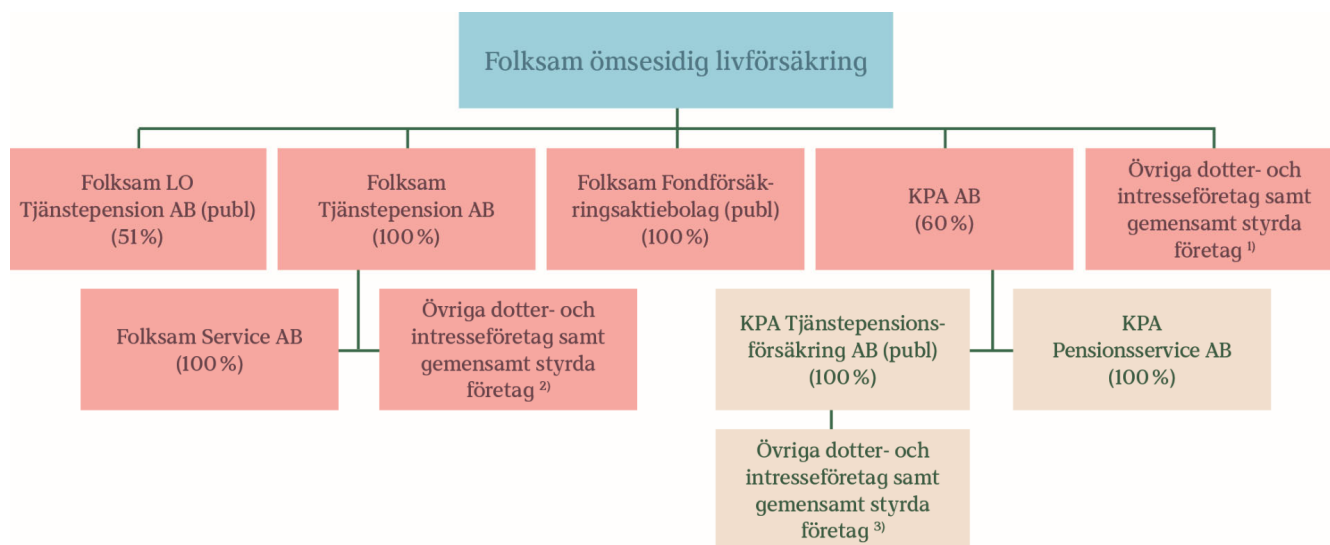 Folksam ömsesidig livförsäkring
Folksam LO
Tjänstepension AB (publ)
(51 %)
Folksam
Tjänstepension AB
(100 %)
Folksam Fondförsäk-
ringsaktiebolag (publ)
(100 %)
KPA AB
(60 %)
Övriga dotter- och
intresseföretag samt
gemensamt styrda
företag ¹⁾
Folksam Service AB
(100 %)
Övriga dotter- och
intresseföretag samt
gemensamt styrda
företag ²⁾
KPA Tjänstepensions-
försäkring AB (publ)
(100 %)
KPA
Pensionsservice AB
(100 %)
Övriga dotter- och
intresseföretag samt
gemensamt styrda
företag ³⁾